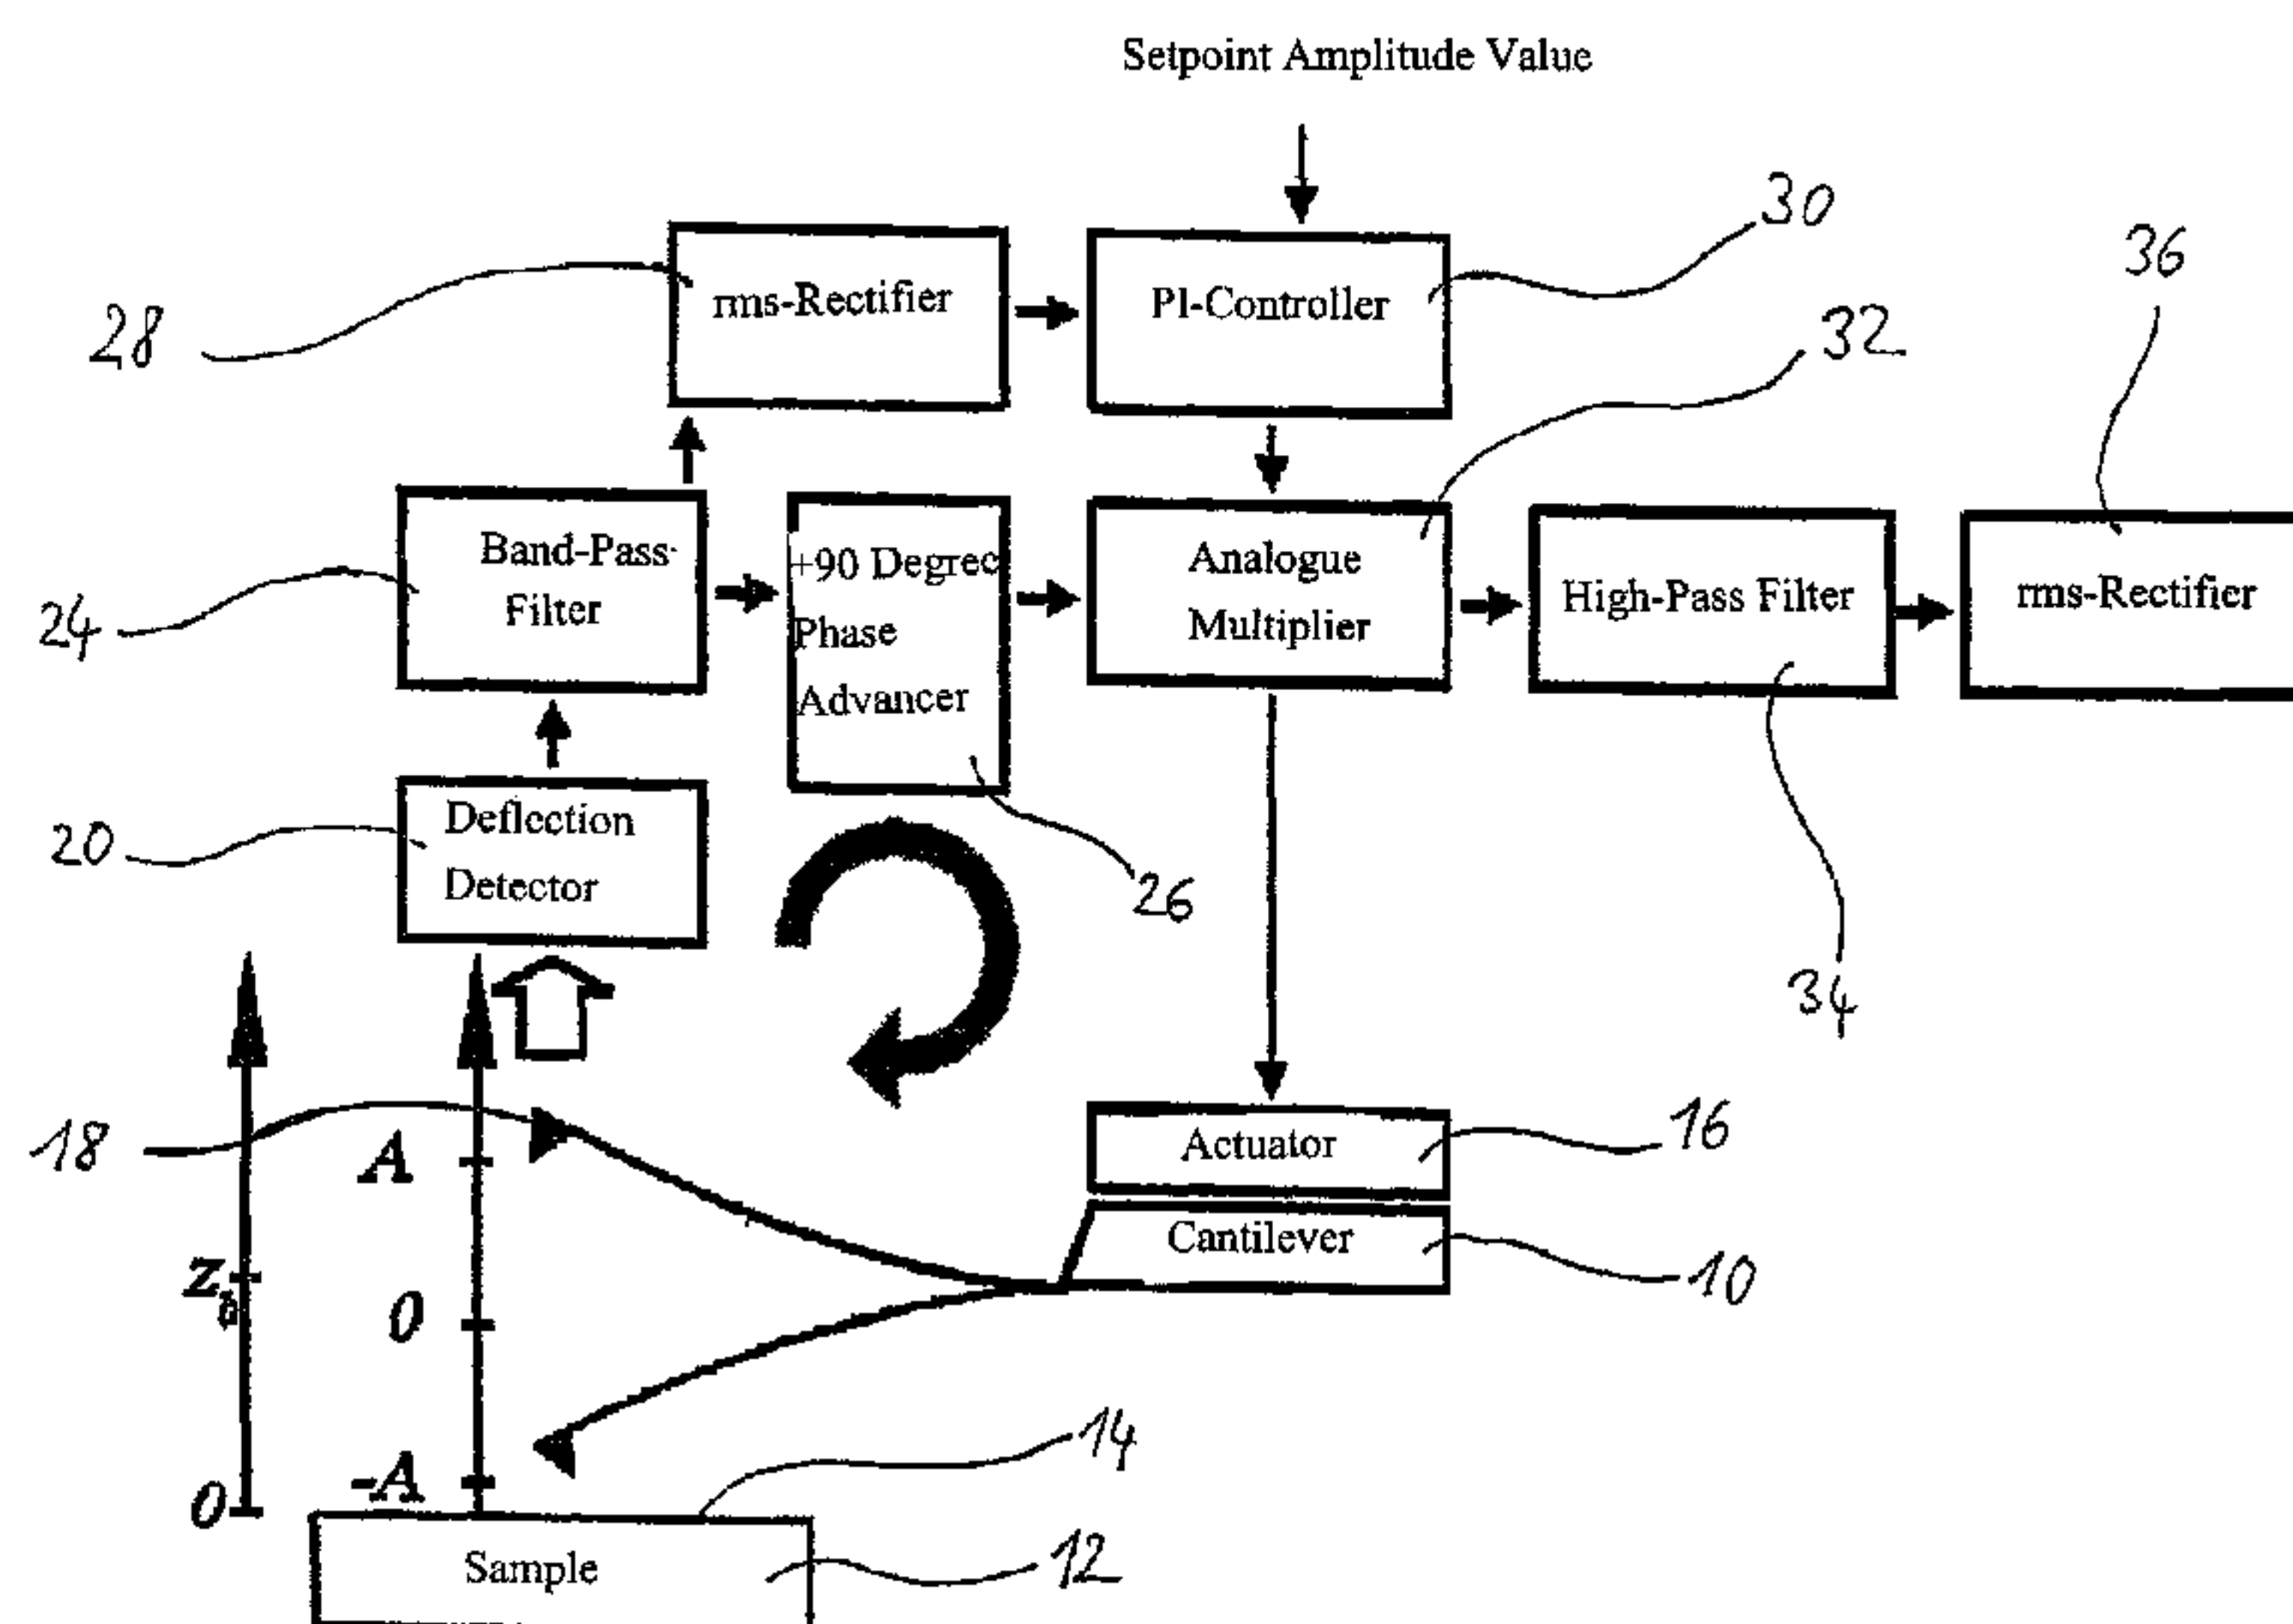 Setpoint Amplitude Value
30
36
28
rms-Rectifier
PI-Controller
32
24
Band-Pass-
Filter
+90 Degree
Phase
Advancer
Analogue
Multiplier
High-Pass Filter
rms-Rectifier
20
Deflection
Detector
26
34
18
A
Actuator
16
Cantilever
10
z
0
-A
14
0
Sample
12